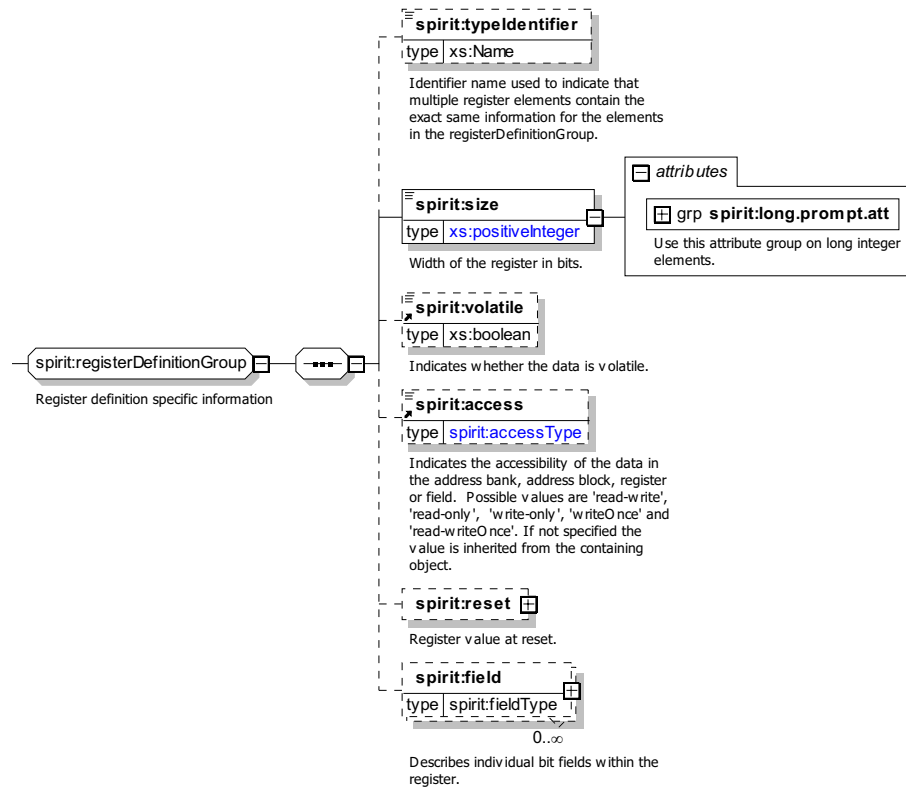 spirit:typeIdentifier
type xs:Name
Identifier name used to indicate that
multiple register elements contain the
exact same information for the elements
in the registerDefinitionGroup.
attributes
grp spirit:long.prompt.att
Use this attribute group on long integer
elements.
spirit:size
type xs:positiveInteger
Width of the register in bits.
spirit:volatile
type xs:boolean
Indicates whether the data is volatile.
spirit:registerDefinitionGroup
Register definition specific information
spirit:access
type spirit:accessType
Indicates the accessibility of the data in
the address bank, address block, register
or field. Possible values are 'read-write',
'read-only', 'write-only', 'writeOnce' and
'read-writeOnce'. If not specified the
value is inherited from the containing
object.
spirit:reset
Register value at reset.
spirit:field
type spirit:fieldType
0..∞
Describes individual bit fields within the
register.